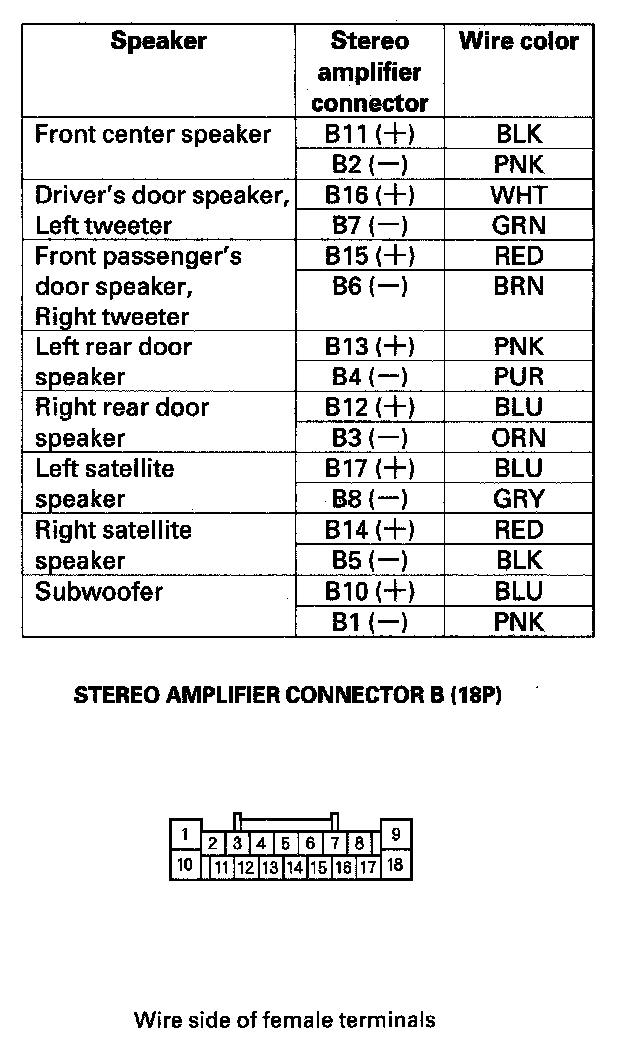 Speaker Stereo amplifier connector Wire color
Front center speaker B11 (+) BLK
B2 (−) PNK
Driver's door speaker, B16 (+) WHT
Left tweeter B7 (−) GRN
Front passenger's B15 (+) RED
door speaker, B6 (−) BRN
Right tweeter
Left rear door B13 (+) PNK
speaker B4 (−) PUR
Right rear door B12 (+) BLU
speaker B3 (−) ORN
Left satellite B17 (+) BLU
speaker B8 (−) GRY
Right satellite B14 (+) RED
speaker B5 (−) BLK
Subwoofer B10 (+) BLU
B1 (−) PNK
STEREO AMPLIFIER CONNECTOR B (18P)
1 2 3 4 5 6 7 8 9
10 11 12 13 14 15 16 17 18
Wire side of female terminals